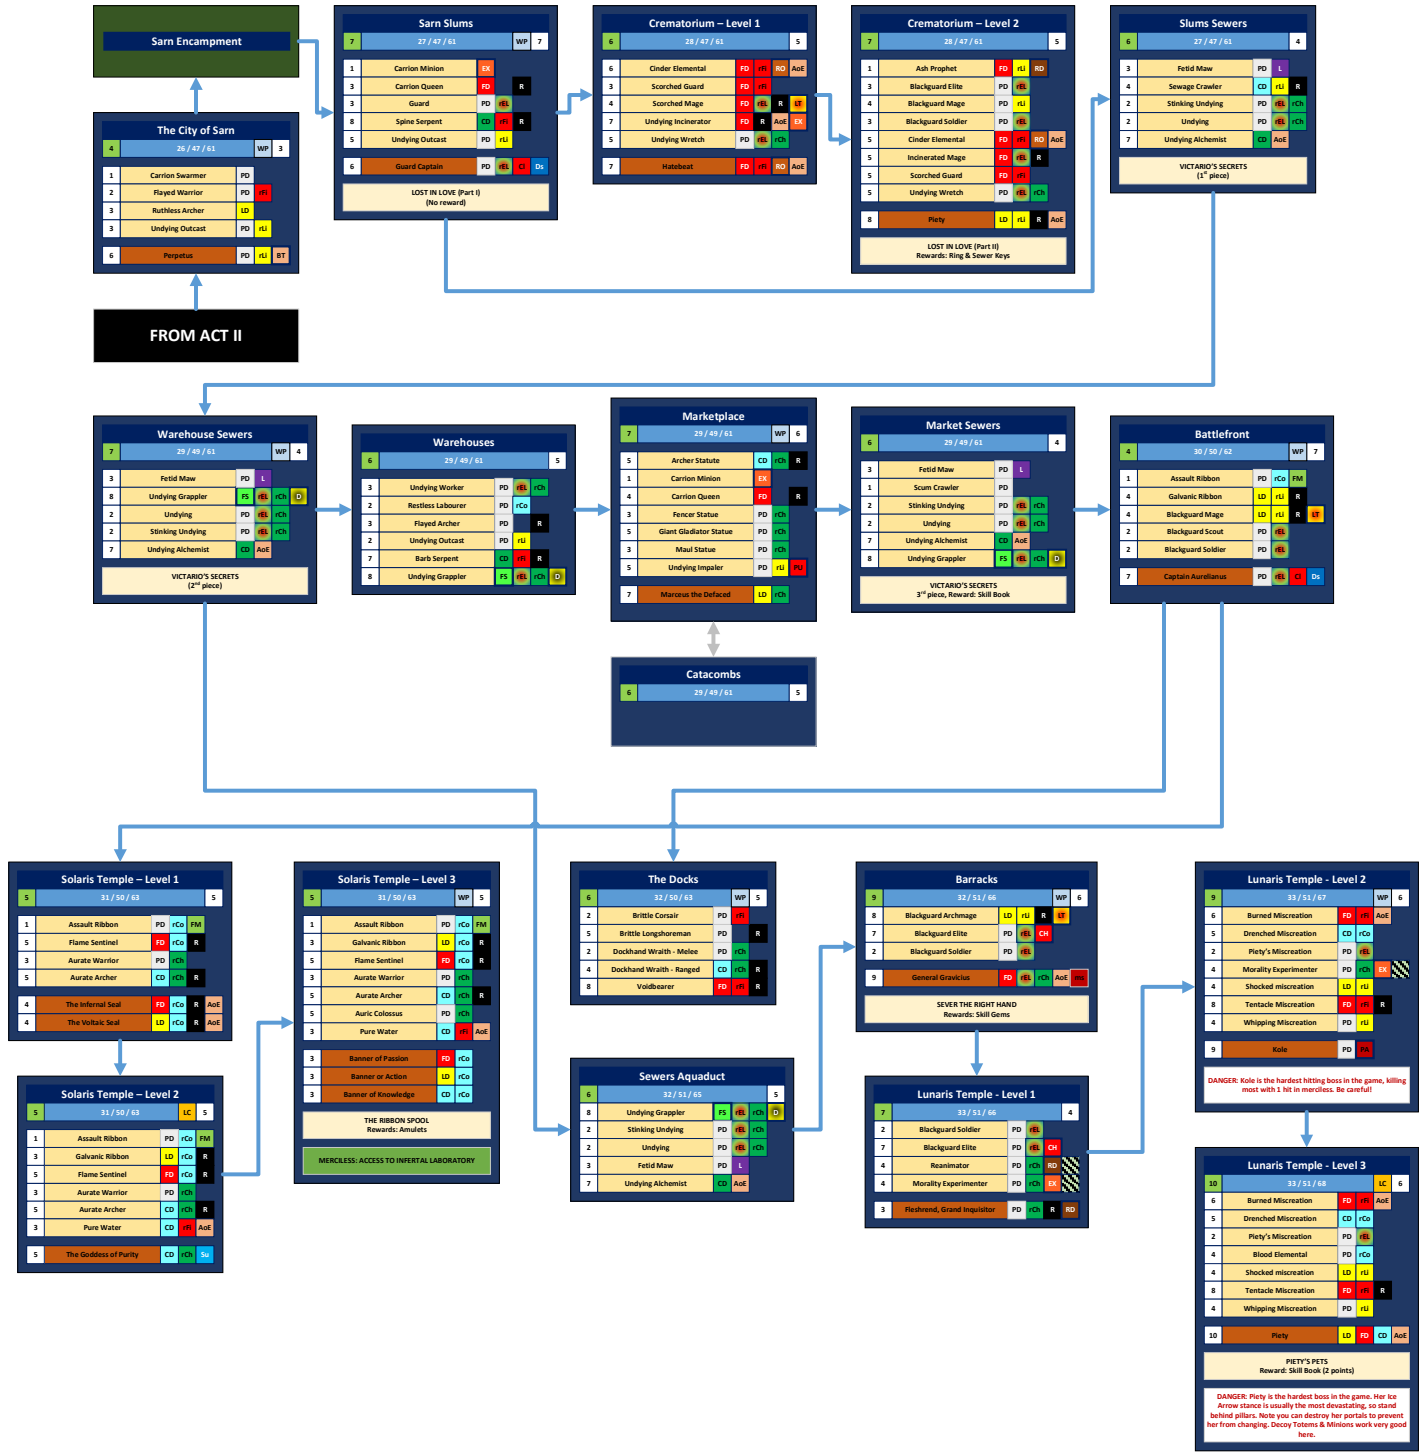 Sarn Encampment
The City of Sarn
4 26 / 47 / 61 WP 3
1 Carrion Swarmer PD
2 Flayed Warrior PD rFi
3 Ruthless Archer LD
3 Undying Outcast PD rLi
6 Perpetus PD rLi BT
FROM ACT II
Sarn Slums
7 27 / 47 / 61 WP 7
1 Carrion Minion EX
3 Carrion Queen FD R
3 Guard PD rEL
8 Spine Serpent CD rFi R
5 Undying Outcast PD rLi
6 Guard Captain PD rEL CI Ds
LOST IN LOVE (Part I)
(No reward)
Crematorium – Level 1
6 28 / 47 / 61 5
6 Cinder Elemental FD rFi RO AoE
3 Scorched Guard FD rFi
4 Scorched Mage FD rEL R LT
7 Undying Incinerator FD R AoE EX
5 Undying Wretch PD rEL rCh
7 Hatebeat FD rFi RO AoE
Crematorium – Level 2
7 28 / 47 / 61 5
1 Ash Prophet FD rLi RD
3 Blackguard Elite PD rEL
4 Blackguard Mage PD rLi
3 Blackguard Soldier PD rEL
5 Cinder Elemental FD rFi RO AoE
5 Incinerated Mage FD rEL R
5 Scorched Guard FD rFi
5 Undying Wretch PD rEL rCh
8 Piety LD rLi R AoE
LOST IN LOVE (Part II)
Rewards: Ring & Sewer Keys
Slums Sewers
6 27 / 47 / 61 4
3 Fetid Maw PD L
4 Sewage Crawler CD rLi R
2 Stinking Undying PD rEL rCh
2 Undying PD rEL rCh
7 Undying Alchemist CD AoE
VICTARIO'S SECRETS
(1st piece)
Warehouse Sewers
7 29 / 49 / 61 WP 4
3 Fetid Maw PD L
8 Undying Grappler FS rEL rCh D
2 Undying PD rEL rCh
2 Stinking Undying PD rEL rCh
7 Undying Alchemist CD AoE
VICTARIO'S SECRETS
(2nd piece)
Warehouses
6 29 / 49 / 61 5
3 Undying Worker PD rEL rCh
2 Restless Labourer PD rCo
3 Flayed Archer PD R
2 Undying Outcast PD rLi
7 Barb Serpent CD rFi R
8 Undying Grappler FS rEL rCh D
Marketplace
7 29 / 49 / 61 WP 6
5 Archer Statute CD rCh R
1 Carrion Minion EX
4 Carrion Queen FD R
3 Fencer Statue PD rCh
5 Giant Gladiator Statue PD rCh
3 Maul Statue PD rCh
5 Undying Impaler PD rLi PLi
7 Marceus the Defaced LD rCh
Catacombs
6 29 / 49 / 61 5
Market Sewers
6 29 / 49 / 61 4
3 Fetid Maw PD L
1 Scum Crawler PD
2 Stinking Undying PD rEL rCh
2 Undying PD rEL rCh
7 Undying Alchemist CD AoE
8 Undying Grappler FS rEL rCh D
VICTARIO'S SECRETS
3rd piece, Reward: Skill Book
Battlefront
4 30 / 50 / 62 WP 7
1 Assault Ribbon PD rCo FM
4 Galvanic Ribbon LD rLi R
4 Blackguard Mage LD rLi R LT
2 Blackguard Scout PD rEL
2 Blackguard Soldier PD rEL
7 Captain Aurelianus PD rEL CI Ds
Solaris Temple – Level 1
5 31 / 50 / 63 5
1 Assault Ribbon PD rCo FM
5 Flame Sentinel FD rCo R
3 Aurate Warrior PD rCh
5 Aurate Archer CD rCh R
4 The Infernal Seal FD rCo R AoE
4 The Voltaic Seal LD rCo R AoE
Solaris Temple – Level 2
5 31 / 50 / 63 LC 5
1 Assault Ribbon PD rCo FM
3 Galvanic Ribbon LD rCo R
5 Flame Sentinel FD rCo R
3 Aurate Warrior PD rCh
5 Aurate Archer CD rCh R
3 Pure Water CD rFi AoE
5 The Goddess of Purity CD rCh Su
Solaris Temple – Level 3
5 31 / 50 / 63 WP 5
1 Assault Ribbon PD rCo FM
3 Galvanic Ribbon LD rCo R
5 Flame Sentinel FD rCo R
3 Aurate Warrior PD rCh
5 Aurate Archer CD rCh R
5 Auric Colossus PD rCh
3 Pure Water CD rFi AoE
3 Banner of Passion FD rCo
3 Banner or Action LD rCo
3 Banner of Knowledge CD rCo
THE RIBBON SPOOL
Rewards: Amulets
MERCILESS: ACCESS TO INFERTAL LABORATORY
The Docks
6 32 / 50 / 63 WP 5
2 Brittle Corsair PD rFi
5 Brittle Longshoreman PD R
2 Dockhand Wraith - Melee PD rCh
4 Dockhand Wraith - Ranged CD rCh R
8 Voidbearer FD rFi R
Sewers Aquaduct
6 32 / 51 / 65 5
8 Undying Grappler FS rEL rCh D
2 Stinking Undying PD rEL rCh
2 Undying PD rEL rCh
3 Fetid Maw PD L
7 Undying Alchemist CD AoE
Barracks
9 32 / 51 / 66 WP 6
8 Blackguard Archmage LD rLi R LT
7 Blackguard Elite PD rEL CH
2 Blackguard Soldier PD rEL
9 General Gravicius FD rEL rCh AoE
SEVER THE RIGHT HAND
Rewards: Skill Gems
Lunaris Temple - Level 1
7 33 / 51 / 66 4
2 Blackguard Soldier PD rEL
7 Blackguard Elite PD rEL CH
4 Reanimator PD rCh RD
4 Morality Experimenter PD rCh EX
3 Fleshrend, Grand Inquisitor PD rCh R RD
Lunaris Temple - Level 2
9 33 / 51 / 67 WP 6
6 Burned Miscreation FD rFi AoE
5 Drenched Miscreation CD rCo
2 Piety's Miscreation PD rEL
4 Morality Experimenter PD rCh EX
4 Shocked miscreation LD rLi
8 Tentacle Miscreation FD rFi R
4 Whipping Miscreation PD rLi
9 Kole PD PA
DANGER: Kole is the hardest hitting boss in the game, killing
most with 1 hit in merciless. Be careful!
Lunaris Temple - Level 3
10 33 / 51 / 68 LC 6
6 Burned Miscreation FD rFi AoE
5 Drenched Miscreation CD rCo
2 Piety's Miscreation PD rEL
4 Blood Elemental PD rCo
4 Shocked miscreation LD rLi
8 Tentacle Miscreation FD rFi R
4 Whipping Miscreation PD rLi
10 Piety LD FD CD AoE
PIETY'S PETS
Reward: Skill Book (2 points)
DANGER: Piety is the hardest boss in the game. Her Ice
Arrow stance is usually the most devastating, so stand
behind pillars. Note you can destroy her portals to prevent
her from changing. Decoy Totems & Minions work very good
here.